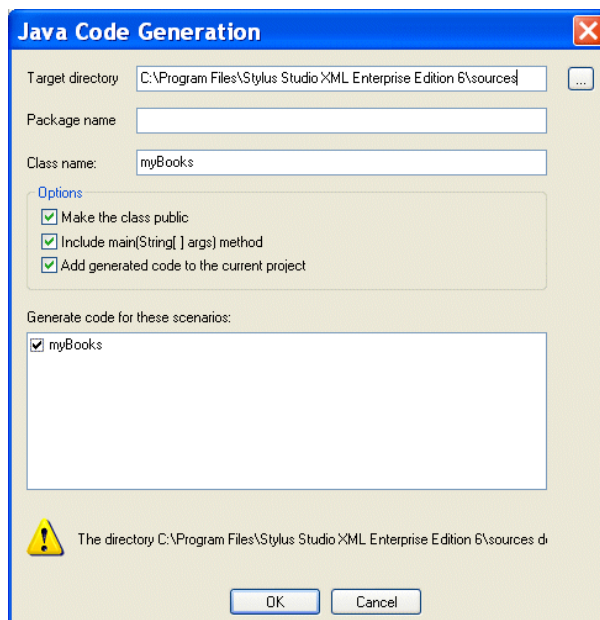 Java Code Generation
Target directory C:\Program Files\Stylus Studio XML Enterprise Edition 6\sources ...
Package name
Class name: myBooks
Options
Make the class public
Include main(String[ ] args) method
Add generated code to the current project
Generate code for these scenarios:
myBooks
The directory C:\Program Files\Stylus Studio XML Enterprise Edition 6\sources
OK Cancel